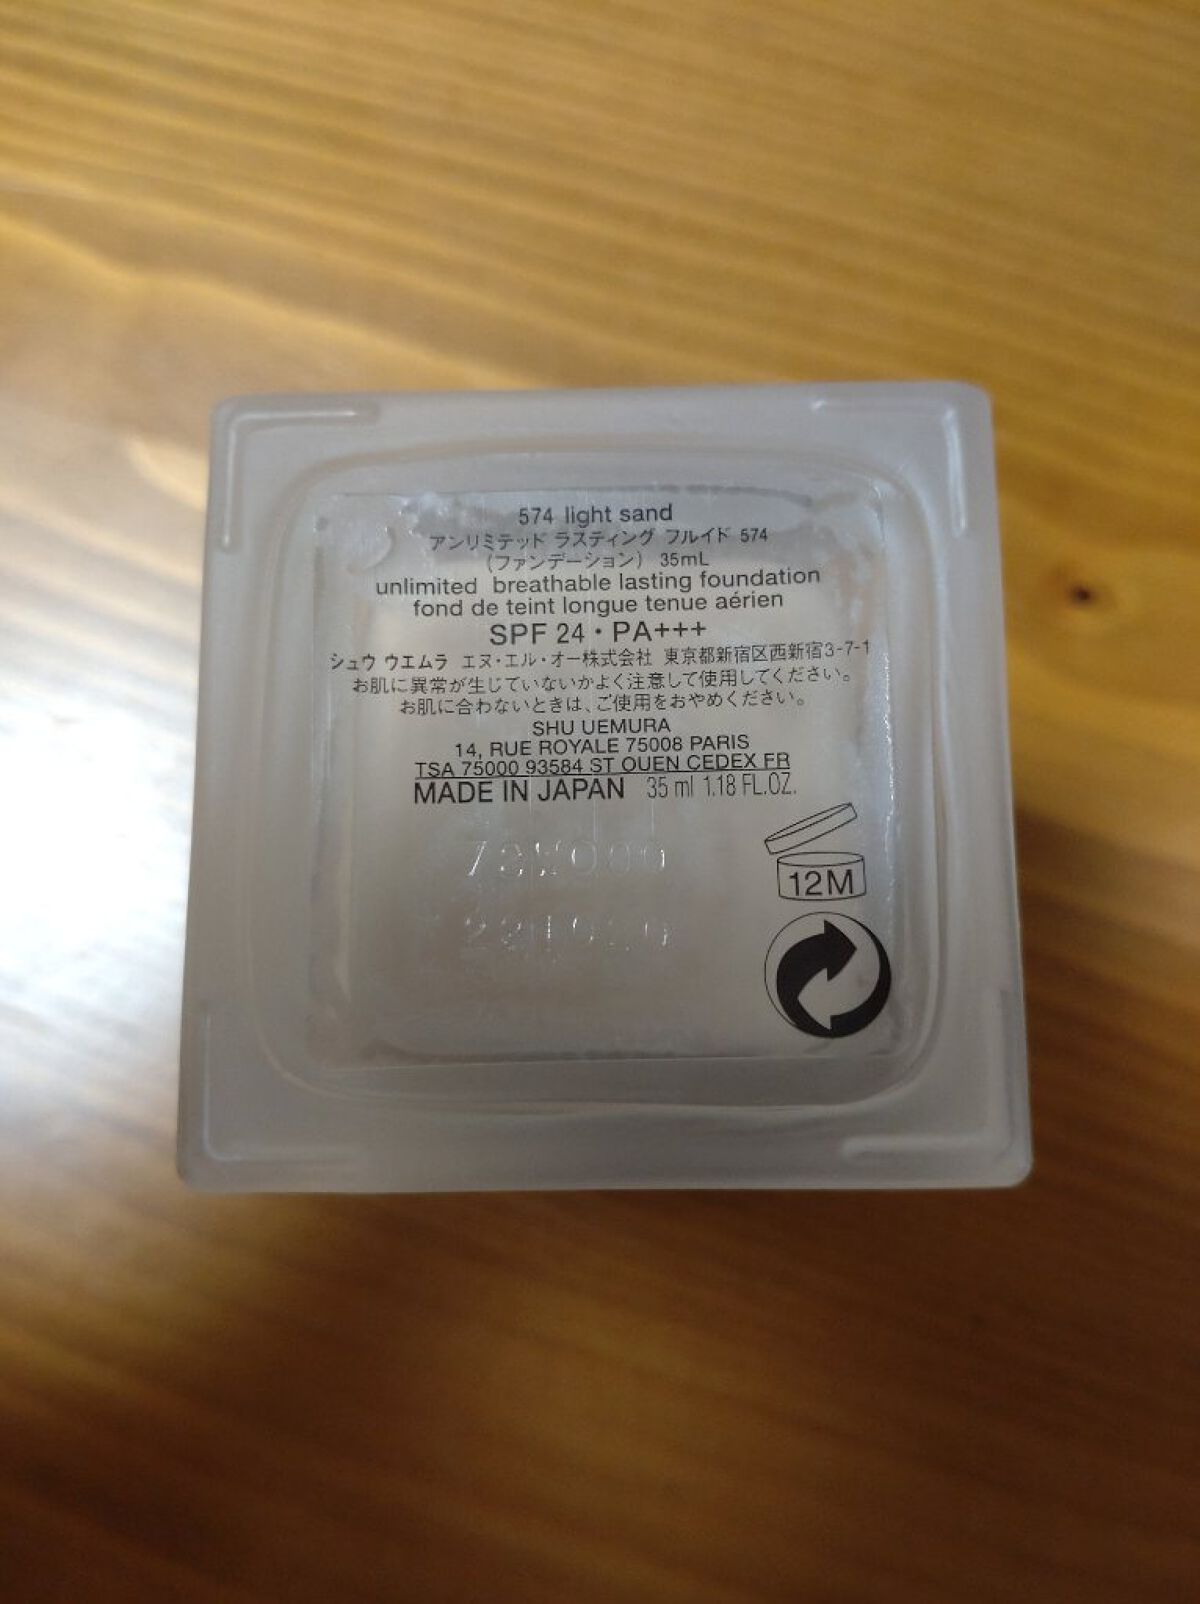 574 light sand
アンリミテッド ラスティング フルイド 574
(ファンデーション) 35mL
unlimited breathable lasting foundation
fond de teint longue tenue aérien
SPF 24・PA+++
シュウ ウエムラ エヌ・エル・オー株式会社 東京都新宿区西新宿3-7-1
お肌に異常が生じていないかよく注意して使用してください。
お肌に合わないときは、ご使用をおやめください。
SHU UEMURA
14, RUE ROYALE 75008 PARIS
TSA 75000 93584 ST OUEN CEDEX FR
MADE IN JAPAN 35 ml 1.18 FL.OZ.
12M